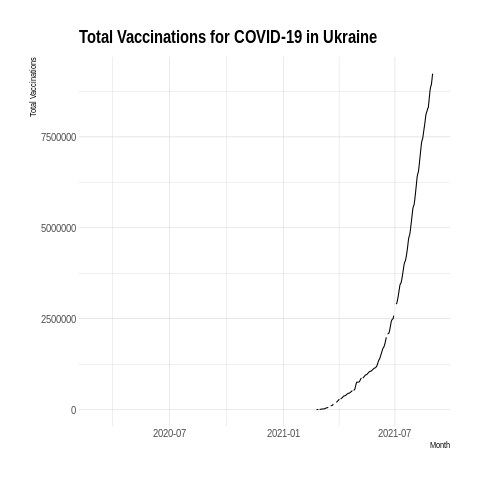 Total Vaccinations for COVID-19 in Ukraine
Total Vaccinations
7500000
5000000
2500000
0
2020-07 2021-01 2021-07
Month